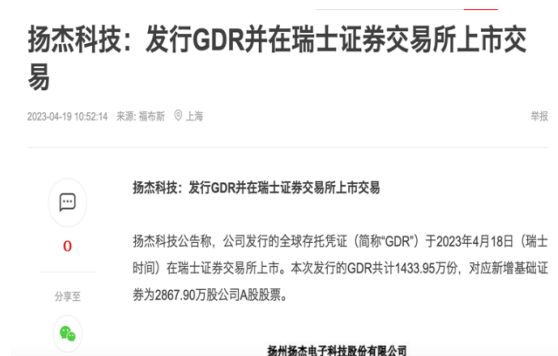 扬杰科技：发行GDR并在瑞士证券交易所上市交
易
2023-04-19 10:52:14 来源: 福布斯 上海
举报
扬杰科技：发行GDR并在瑞士证券交易所上市交易
0
扬杰科技公告称，公司发行的全球存托凭证（简称“GDR”）于2023年4月18日（瑞士
时间）在瑞士证券交易所上市。本次发行的GDR共计1433.95万份，对应新增基础证
券为2867.90万股公司A股股票。
分享至
扬州扬杰电子科技股份有限公司